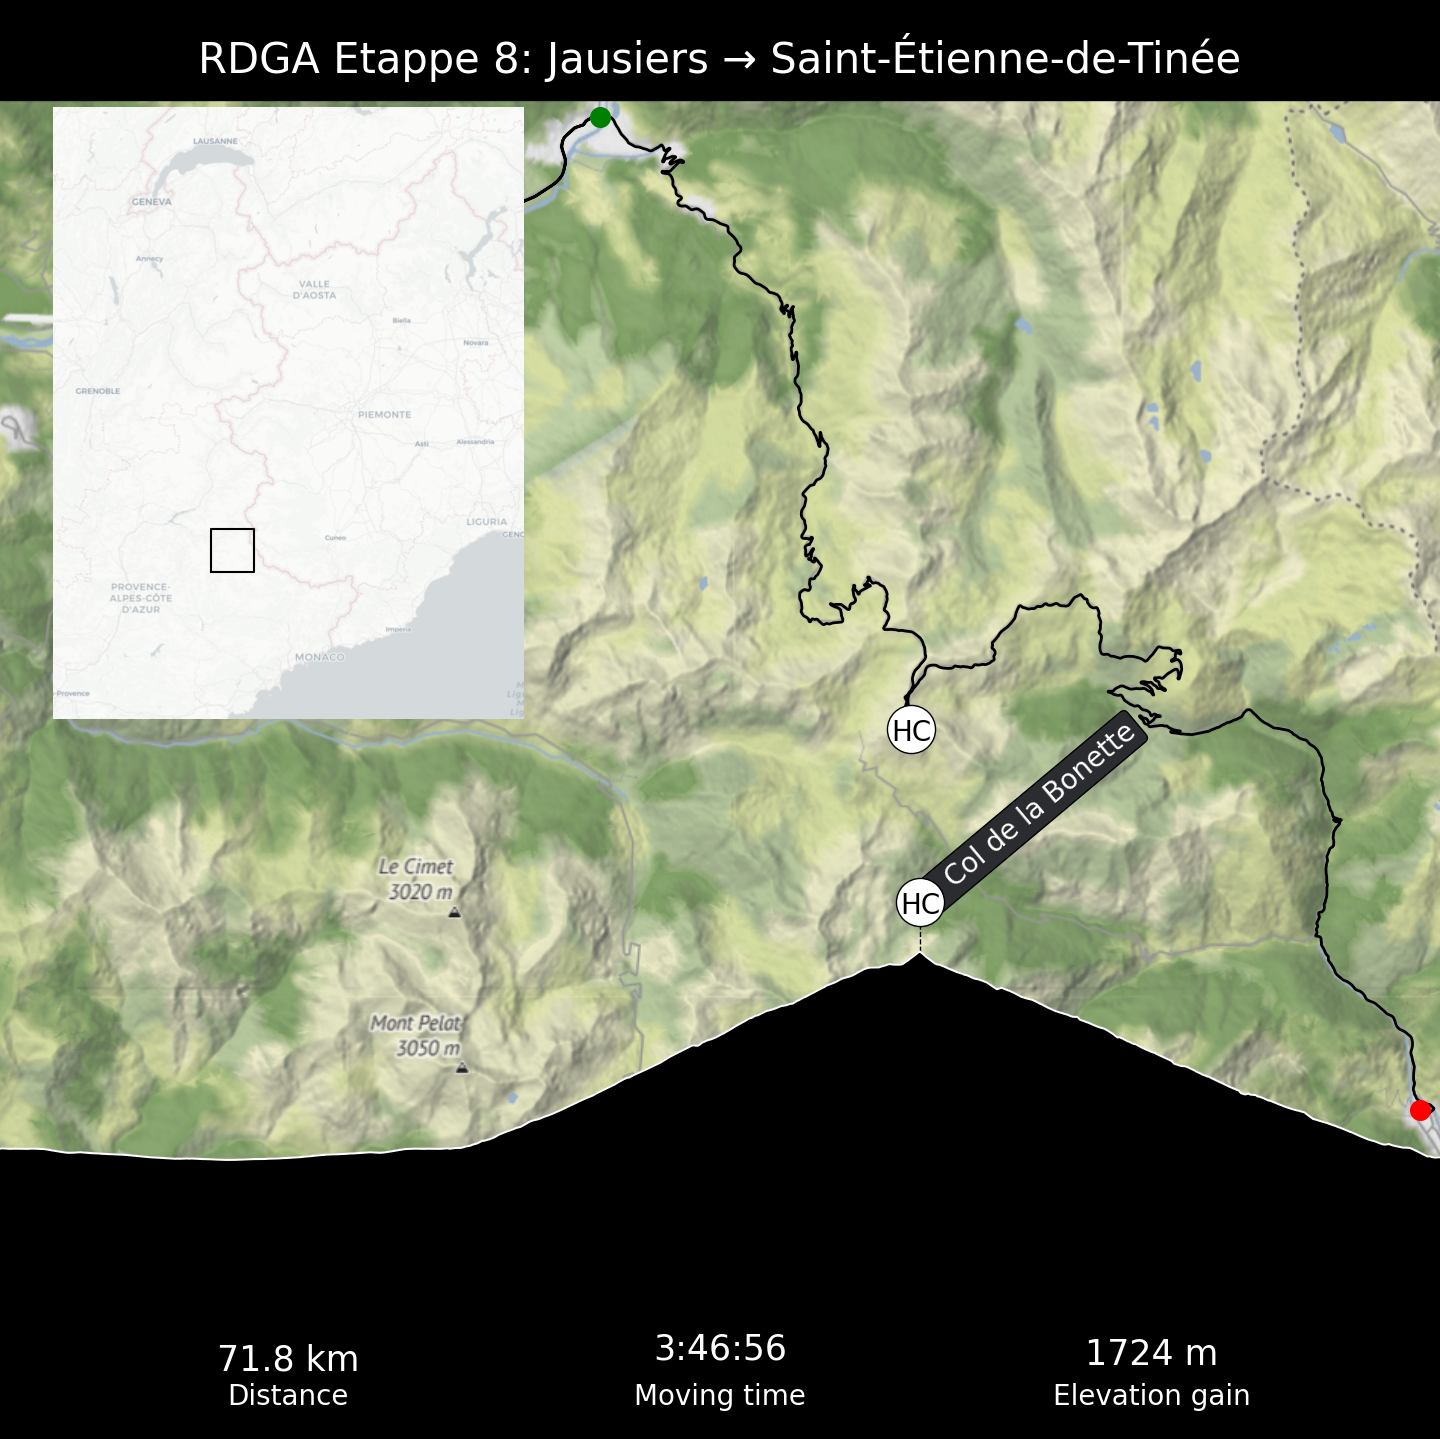 RDGA Etappe 8: Jausiers → Saint-Étienne-de-Tinée
LAUSANNE
GENEVA
Annecy
VALLE
D'AOSTA
Biella
Novara
GRENOBLE
PIEMONTE
Asti
Alessandria
LIGURIA
GENO
Cuneo
PROVENCE-
ALPES-CÔTE
D'AZUR
Imperia
MONACO
Provence
HC
Col de la Bonette
HC
Le Cimet
3020 m
Mont Pelat
3050 m
71.8 km
Distance
3:46:56
Moving time
1724 m
Elevation gain